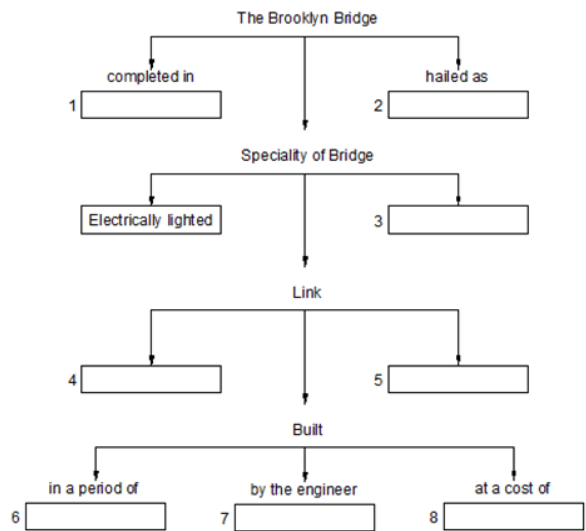 The Brooklyn Bridge
completed in
hailed as
1
2
Speciality of Bridge
Electrically lighted
3
Link
4
5
Built
in a period of
by the engineer
at a cost of
6
7
8